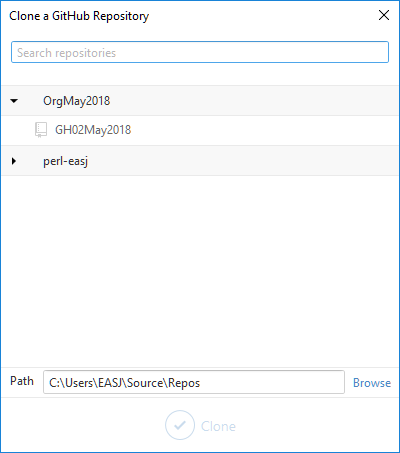 Clone a GitHub Repository
Search repositories
OrgMay2018
GH02May2018
perl-easj
Path C:\Users\EASJ\Source\Repos Browse
Clone